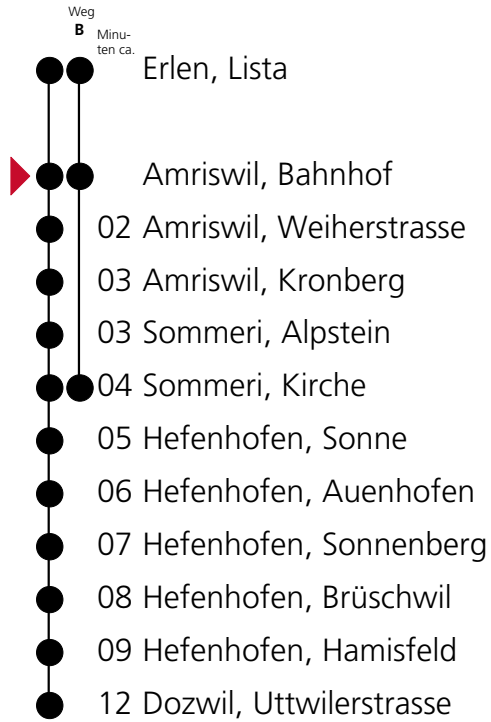 Weg
B
Minu-
ten ca.
Erlen, Lista
Amriswil, Bahnhof
02 Amriswil, Weiherstrasse
03 Amriswil, Kronberg
03 Sommeri, Alpstein
04 Sommeri, Kirche
05 Hefenhofen, Sonne
06 Hefenhofen, Auenhofen
07 Hefenhofen, Sonnenberg
08 Hefenhofen, Brüschwil
09 Hefenhofen, Hamisfeld
12 Dozwil, Uttwilerstrasse